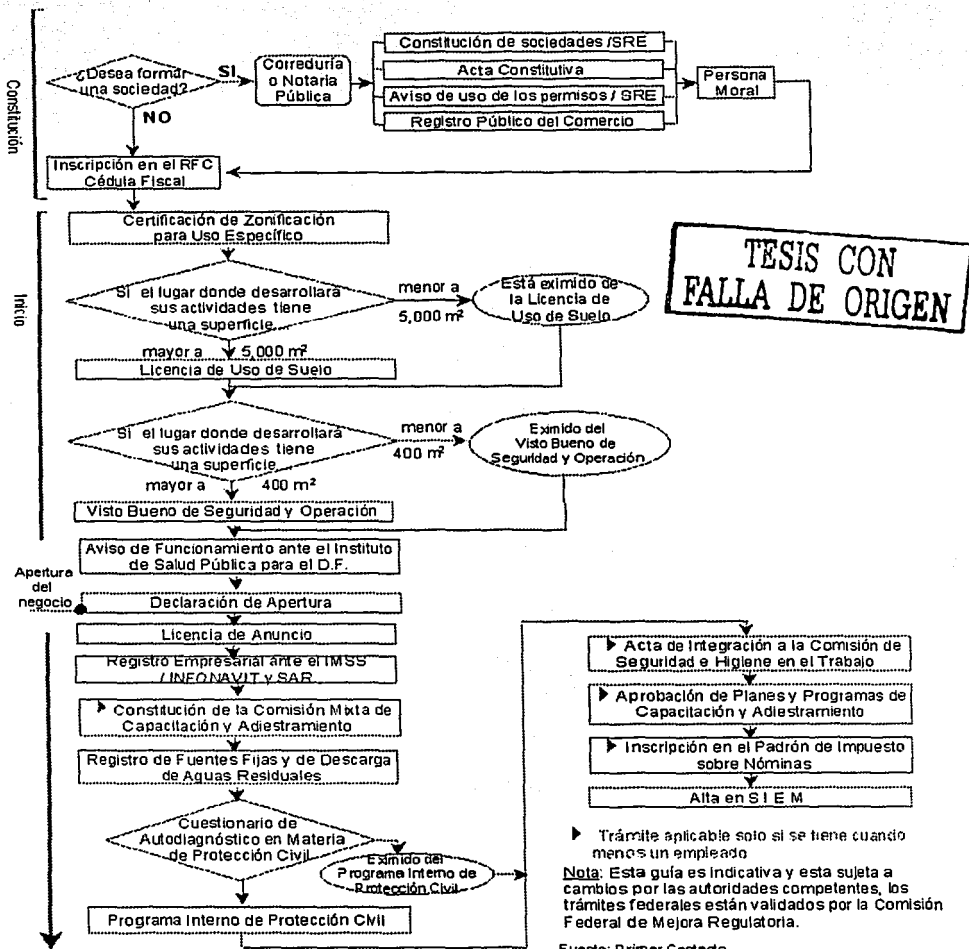 Constitución
¿Desea formar
una sociedad?
SI
NO
Correduría
o Notaria
Pública
Constitución de sociedades /SRE
Acta Constitutiva
Aviso de uso de los permisos / SRE
Registro Público del Comercio
Persona
Moral
Inscripción en el RFC
Cédula Fiscal
Inicio
Certificación de Zonificación
para Uso Específico
Si el lugar donde desarrollará
sus actividades tiene
una superficie...
menor a
5,000 m²
Está eximido de
la Licencia de
Uso de Suelo
TESIS CON
FALLA DE ORIGEN
mayor a 5,000 m²
Licencia de Uso de Suelo
Si el lugar donde desarrollará
sus actividades tiene
una superficie...
menor a
400 m²
Eximido del
Visto Bueno de
Seguridad y Operación
mayor a 400 m²
Visto Bueno de Seguridad y Operación
Aviso de Funcionamiento ante el Instituto
de Salud Pública para el D.F.
Apertura
del
negocio
Declaración de Apertura
Licencia de Anuncio
Registro Empresarial ante el IMSS
/ INFONAVIT y SAR
Constitución de la Comisión Mixta de
Capacitación y Adiestramiento
Registro de Fuentes Fijas y de Descarga
de Aguas Residuales
Cuestionario de
Autodiagnóstico en Materia
de Protección Civil
Eximido del
Programa Interno de
Protección Civil
Programa Interno de Protección Civil
Acta de Integración a la Comisión de
Seguridad e Higiene en el Trabajo
Aprobación de Planes y Programas de
Capacitación y Adiestramiento
Inscripción en el Padrón de Impuesto
sobre Nóminas
Alta en S I E M
Trámite aplicable solo si se tiene cuando
menos un empleado
Nota: Esta guía es indicativa y esta sujeta a
cambios por las autoridades competentes, los
trámites federales están validados por la Comisión
Federal de Mejora Regulatoria.
Fuente: Primer Contacto